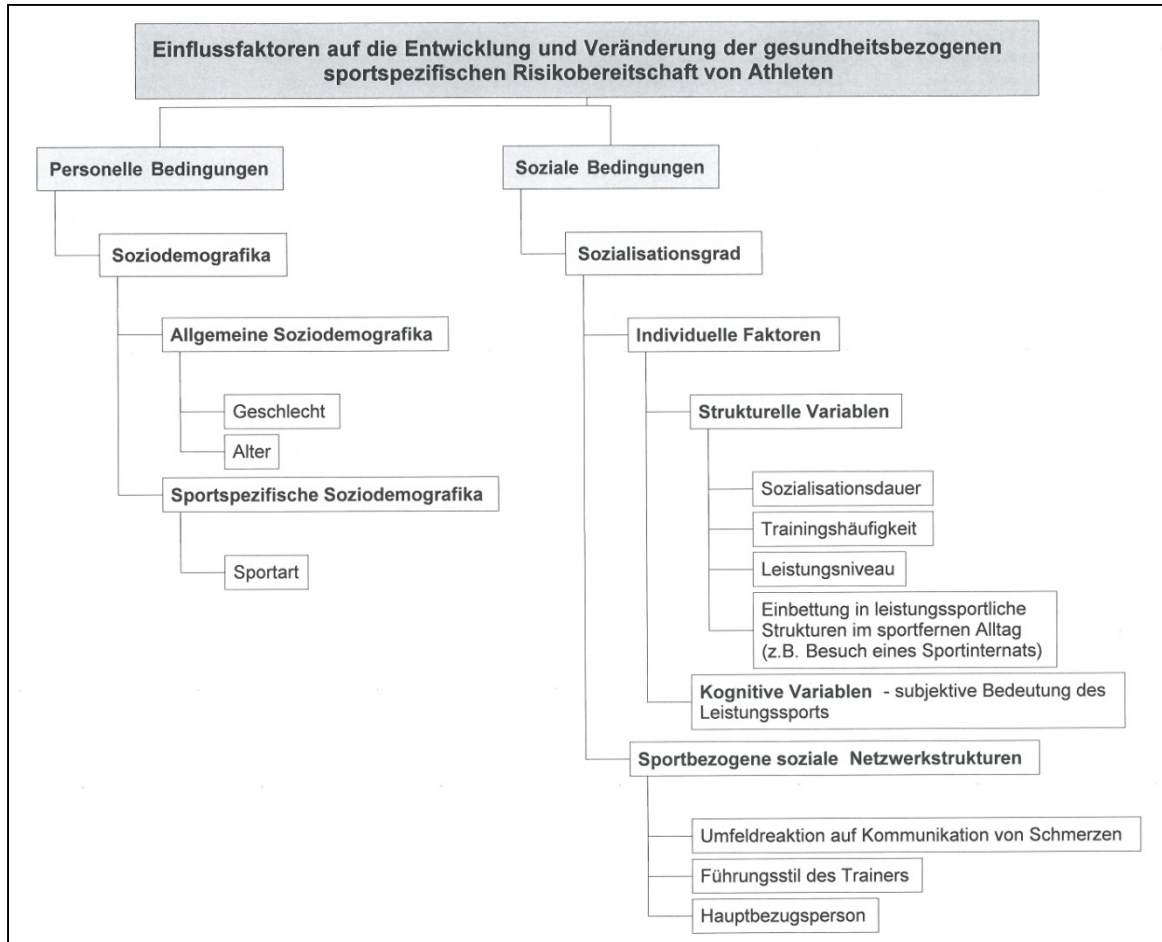 Einflussfaktoren auf die Entwicklung und Veränderung der gesundheitsbezogenen
sportspezifischen Risikobereitschaft von Athleten
Personelle Bedingungen
Soziodemografika
Allgemeine Soziodemografika
Geschlecht
Alter
Sportspezifische Soziodemografika
Sportart
Soziale Bedingungen
Sozialisationsgrad
Individuelle Faktoren
Strukturelle Variablen
Sozialisationsdauer
Trainingshäufigkeit
Leistungsniveau
Einbettung in leistungssportliche
Strukturen im sportfernen Alltag
(z.B. Besuch eines Sportinternats)
Kognitive Variablen - subjektive Bedeutung des
Leistungssports
Sportbezogene soziale Netzwerkstrukturen
Umfeldreaktion auf Kommunikation von Schmerzen
Führungsstil des Trainers
Hauptbezugsperson